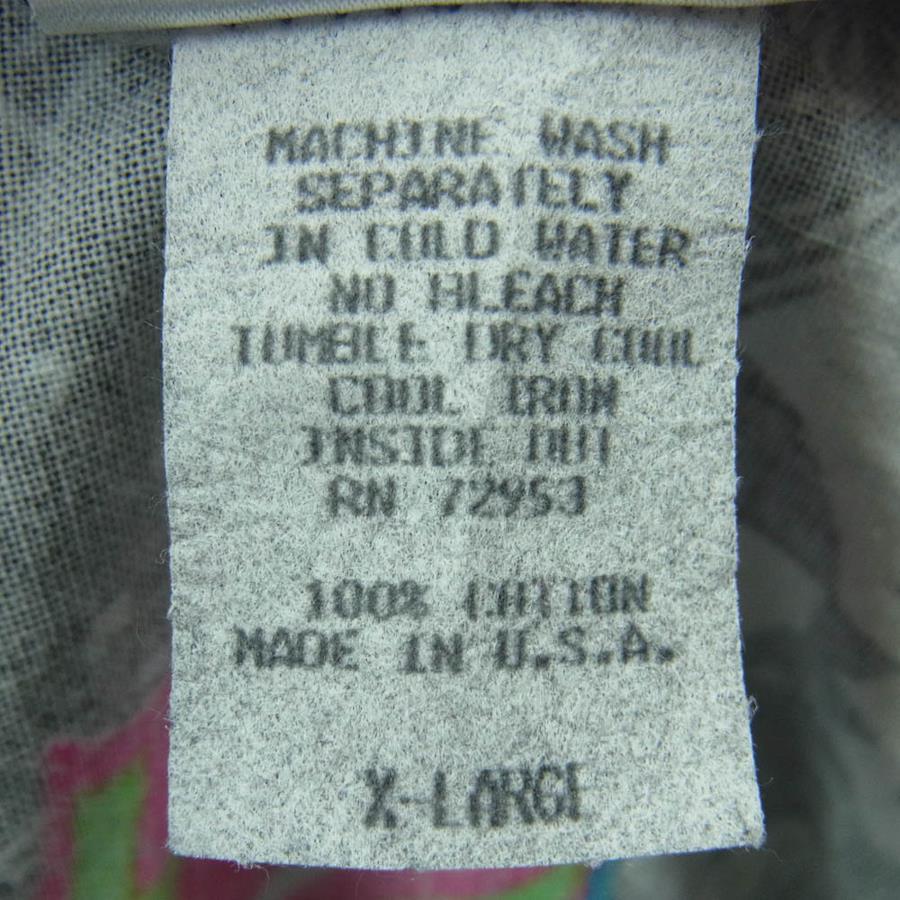 MACHINE WASH
SEPARATELY
IN COLD WATER
NO BLEACH
TUMBLE DRY COOL
COOL IRON
INSIDE OUT
RN 72953
100% COTTON
MADE IN U.S.A.
X-LARGE